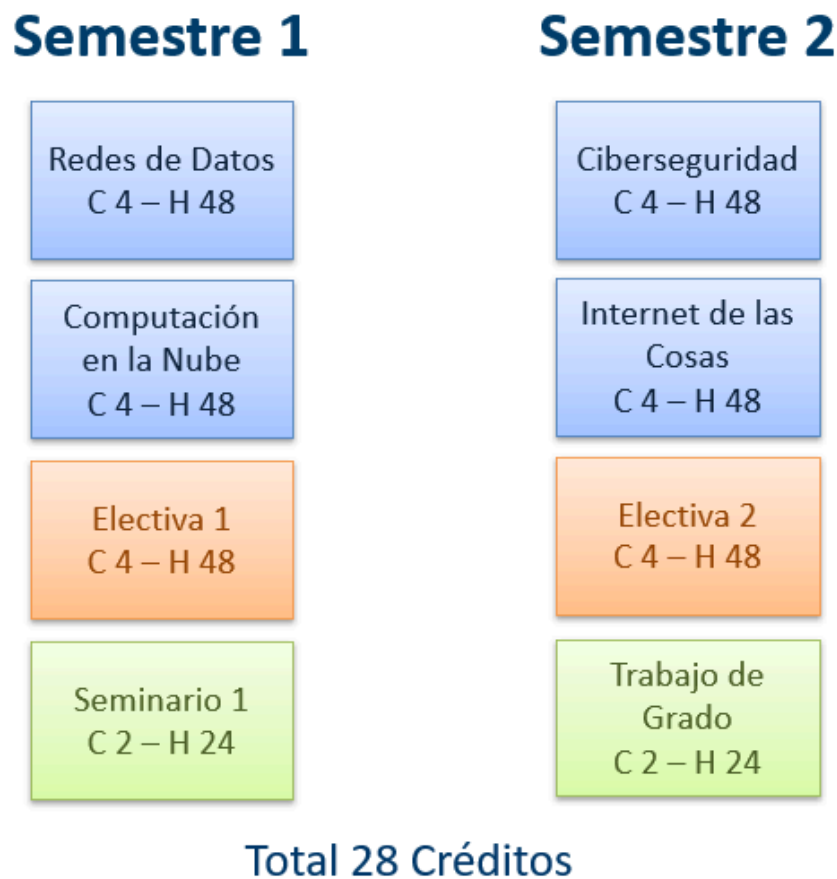 Semestre 1
Redes de Datos
C 4 – H 48
Computación
en la Nube
C 4 – H 48
Electiva 1
C 4 – H 48
Seminario 1
C 2 – H 24
Semestre 2
Ciberseguridad
C 4 – H 48
Internet de las
Cosas
C 4 – H 48
Electiva 2
C 4 – H 48
Trabajo de
Grado
C 2 – H 24
Total 28 Créditos